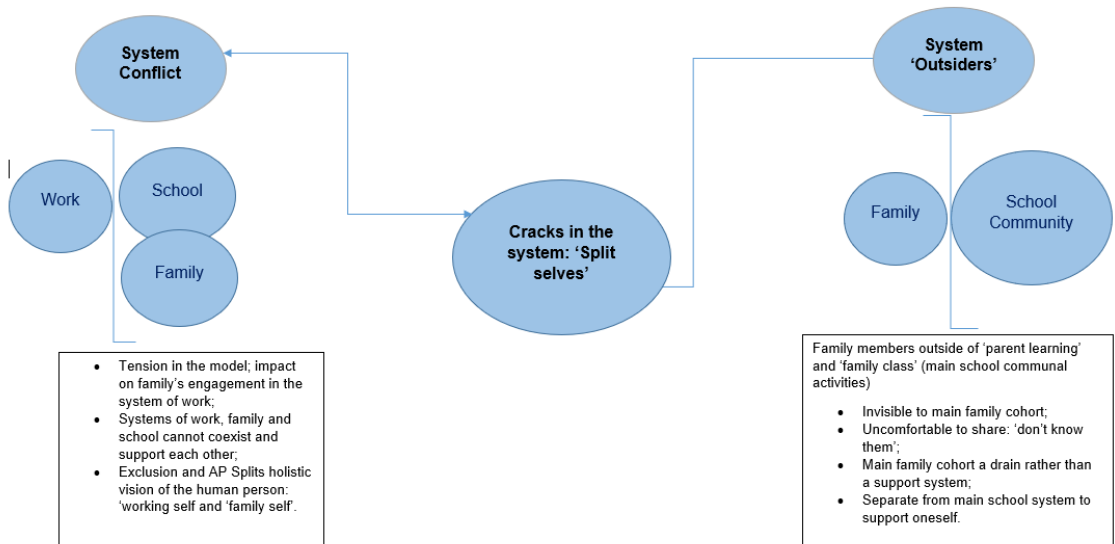 System
Conflict
System
‘Outsiders’
Work
School
Family
Cracks in the
system: ‘Split
selves’
Family
School
Community
Tension in the model; impact
on family’s engagement in the
system of work;
Systems of work, family and
school cannot coexist and
support each other;
Exclusion and AP Splits holistic
vision of the human person:
‘working self and ‘family self’.
Family members outside of ‘parent learning’
and ‘family class’ (main school communal
activities)
Invisible to main family cohort;
Uncomfortable to share: ‘don’t know
them’;
Main family cohort a drain rather than
a support system;
Separate from main school system to
support oneself.